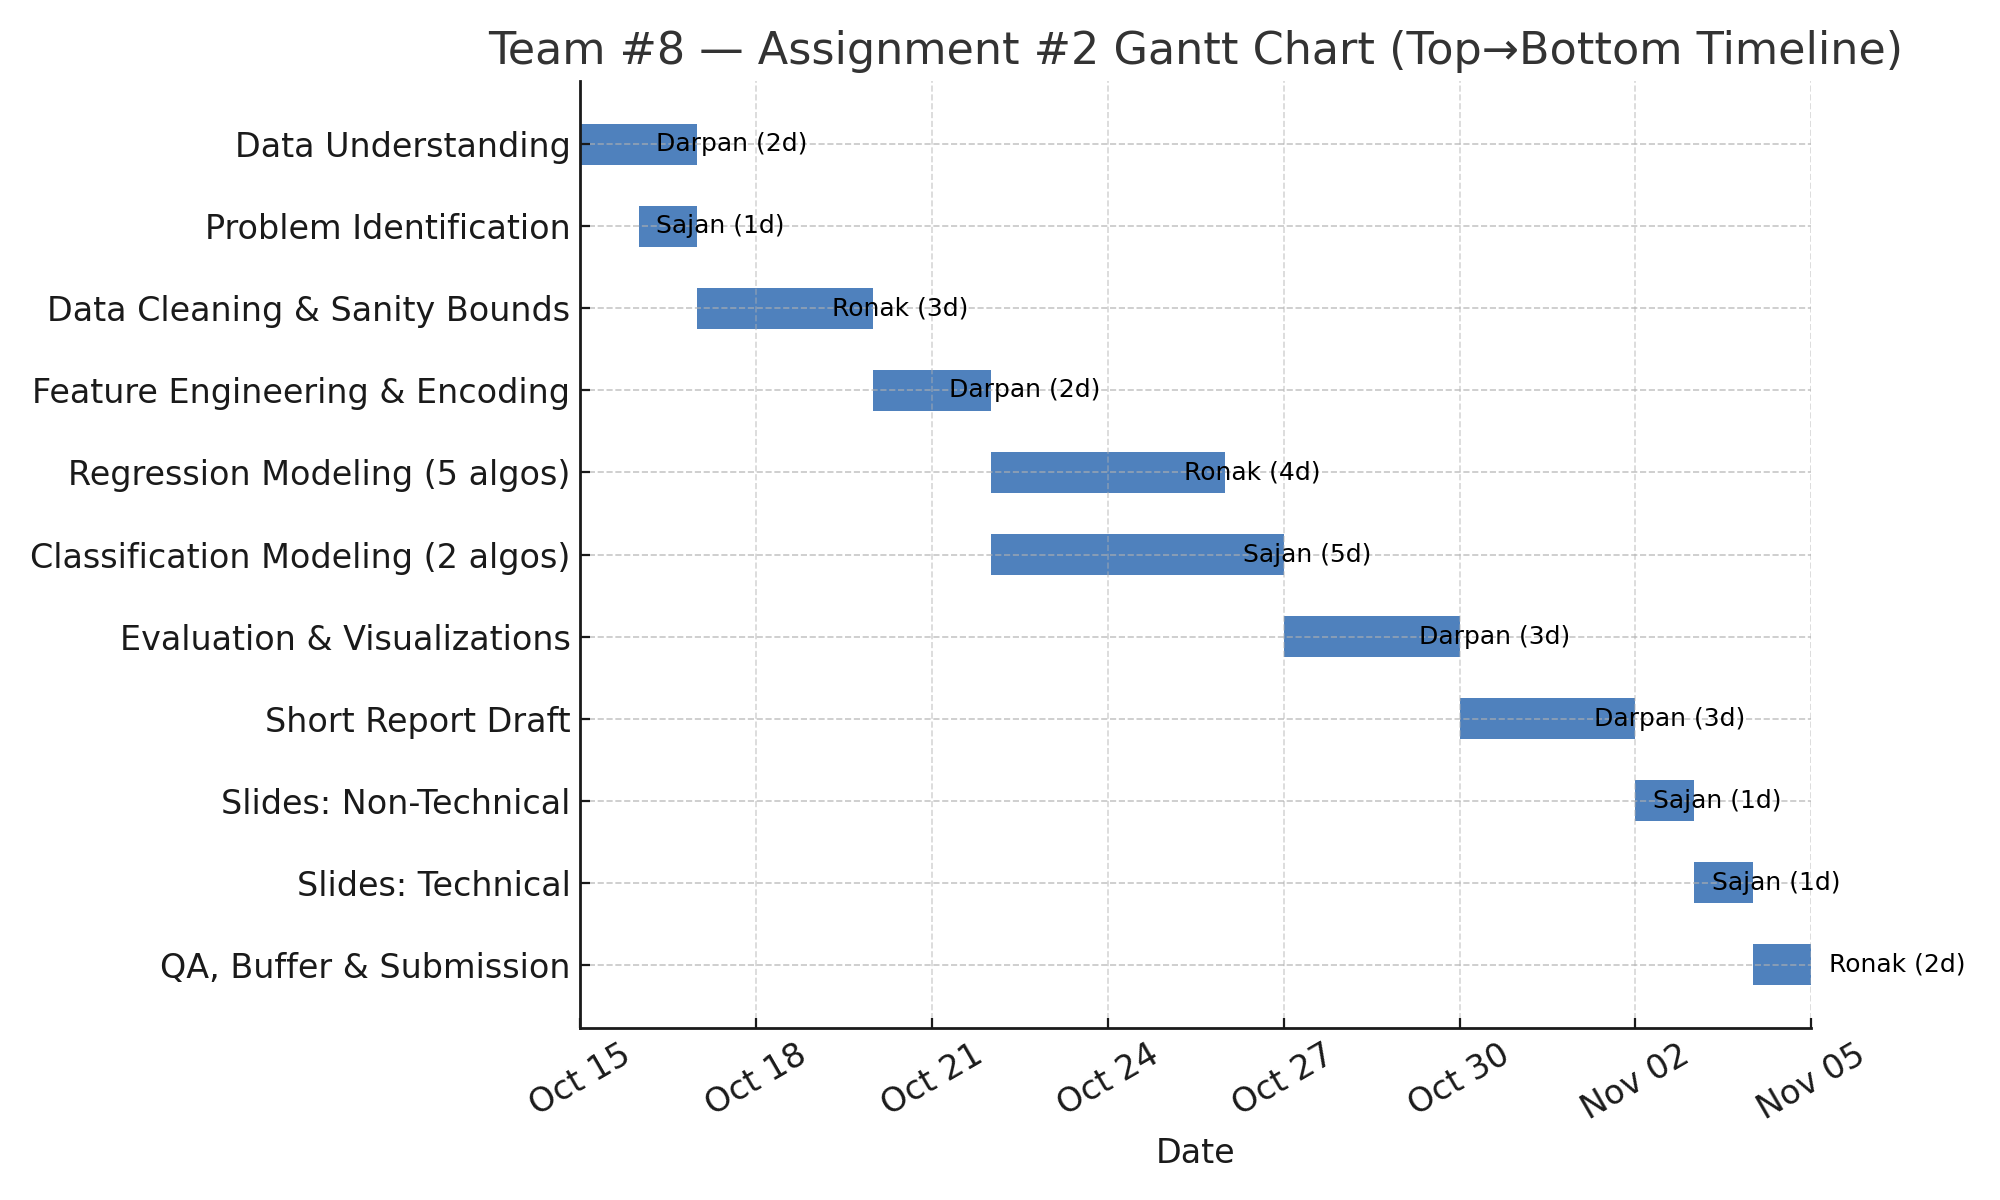 Team #8 — Assignment #2 Gantt Chart (Top→Bottom Timeline)
Data Understanding Darpan (2d)
Problem Identification Sajan (1d)
Data Cleaning & Sanity Bounds Ronak (3d)
Feature Engineering & Encoding Darpan (2d)
Regression Modeling (5 algos) Ronak (4d)
Classification Modeling (2 algos) Sajan (5d)
Evaluation & Visualizations Darpan (3d)
Short Report Draft Darpan (3d)
Slides: Non-Technical Sajan (1d)
Slides: Technical Sajan (1d)
QA, Buffer & Submission Ronak (2d)
Oct 15 Oct 18 Oct 21 Oct 24 Oct 27 Oct 30 Nov 02 Nov 05
Date